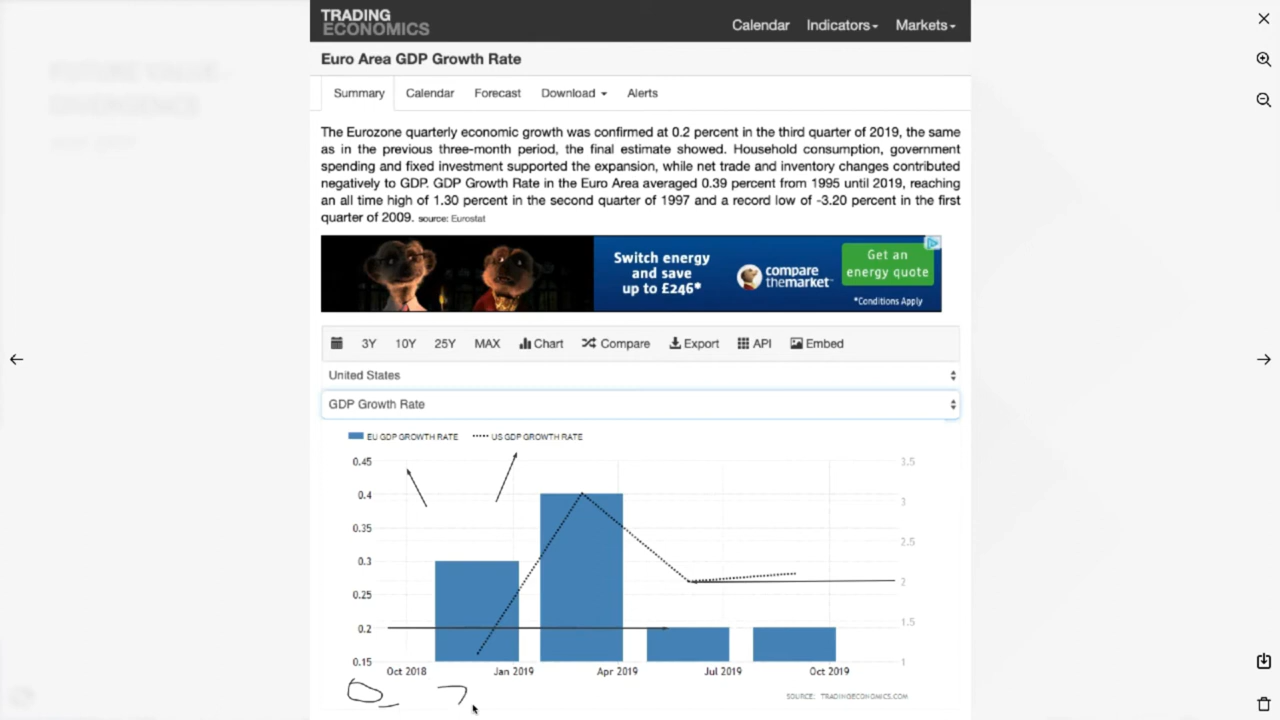 TRADING
ECONOMICS
Calendar Indicators Markets
Euro Area GDP Growth Rate
Summary Calendar Forecast Download Alerts
The Eurozone quarterly economic growth was confirmed at 0.2 percent in the third quarter of 2019, the same
as in the previous three-month period, the final estimate showed. Household consumption, government
spending and fixed investment supported the expansion, while net trade and inventory changes contributed
negatively to GDP. GDP Growth Rate in the Euro Area averaged 0.39 percent from 1995 until 2019, reaching
an all time high of 1.30 percent in the second quarter of 1997 and a record low of -3.20 percent in the first
quarter of 2009. source: Eurostat
Switch energy
and save
up to £246*
compare
themarket
Get an
energy quote
*Conditions Apply
3Y 10Y 25Y MAX Chart Compare Export API Embed
United States
GDP Growth Rate
EU GDP GROWTH RATE US GDP GROWTH RATE
0.45 3.5
0.4 3
0.35 2.5
0.3
0.25 2
0.2 1.5
0.15 1
Oct 2018 Jan 2019 Apr 2019 Jul 2019 Oct 2019
SOURCE: TRADINGECONOMICS.COM